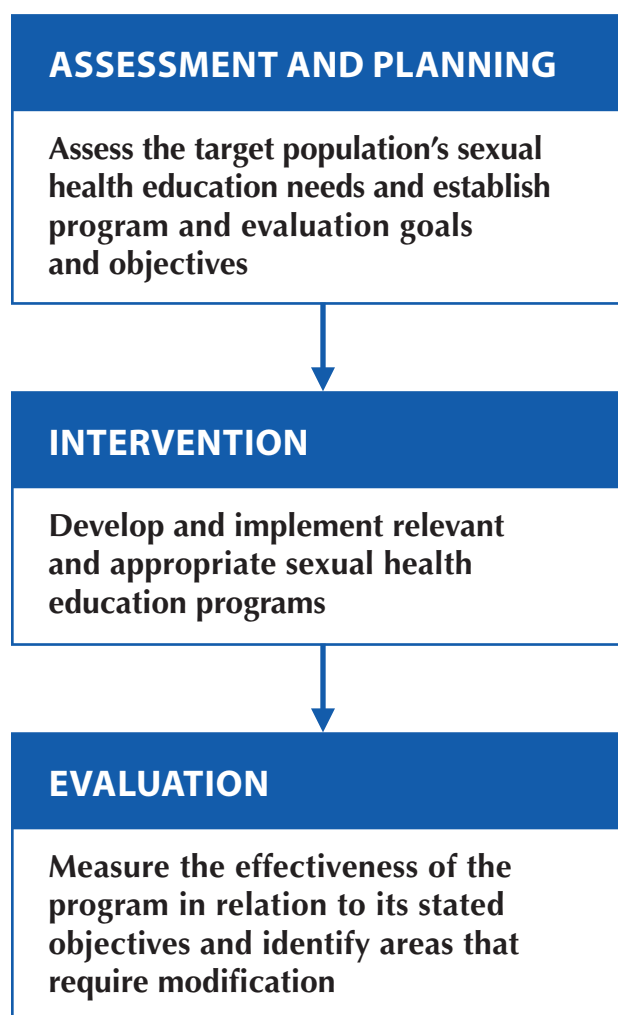 ASSESSMENT AND PLANNING
Assess the target population’s sexual
health education needs and establish
program and evaluation goals
and objectives
INTERVENTION
Develop and implement relevant
and appropriate sexual health
education programs
EVALUATION
Measure the effectiveness of the
program in relation to its stated
objectives and identify areas that
require modification